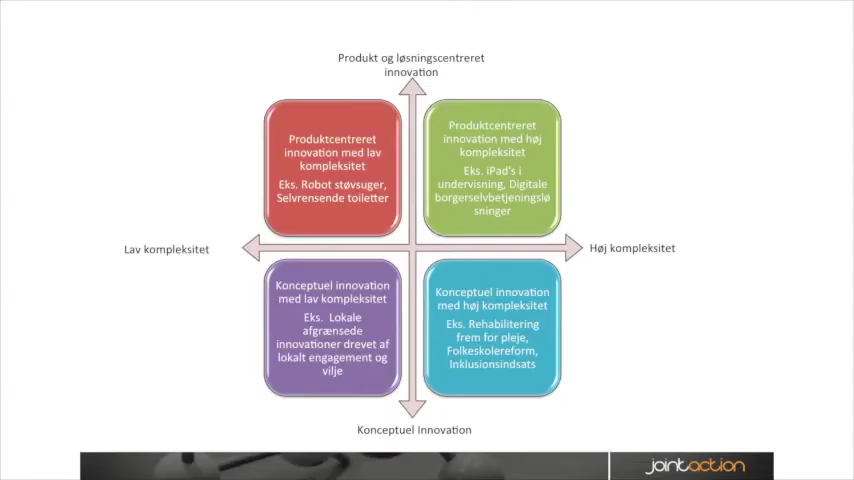 Produkt og løsningscentreret
innovation
Produktcentreret
innovation med lav
kompleksitet
Eks. Robot støvsuger,
Selvrensende toiletter
Produktcentreret
innovation med høj
kompleksitet
Eks. iPad's i
undervisning, Digitale
borgerselvbetjeningslø
sninger
Lav kompleksitet
Høj kompleksitet
Konceptuel innovation
med lav kompleksitet
Eks. Lokale
afgrænsede
innovationer drevet af
lokalt engagement og
vilje
Konceptuel innovation
med høj kompleksitet
Eks. Rehabilitering
frem for pleje,
Folkeskolereform,
Inklusionsindsats
Konceptuel Innovation
jointaction